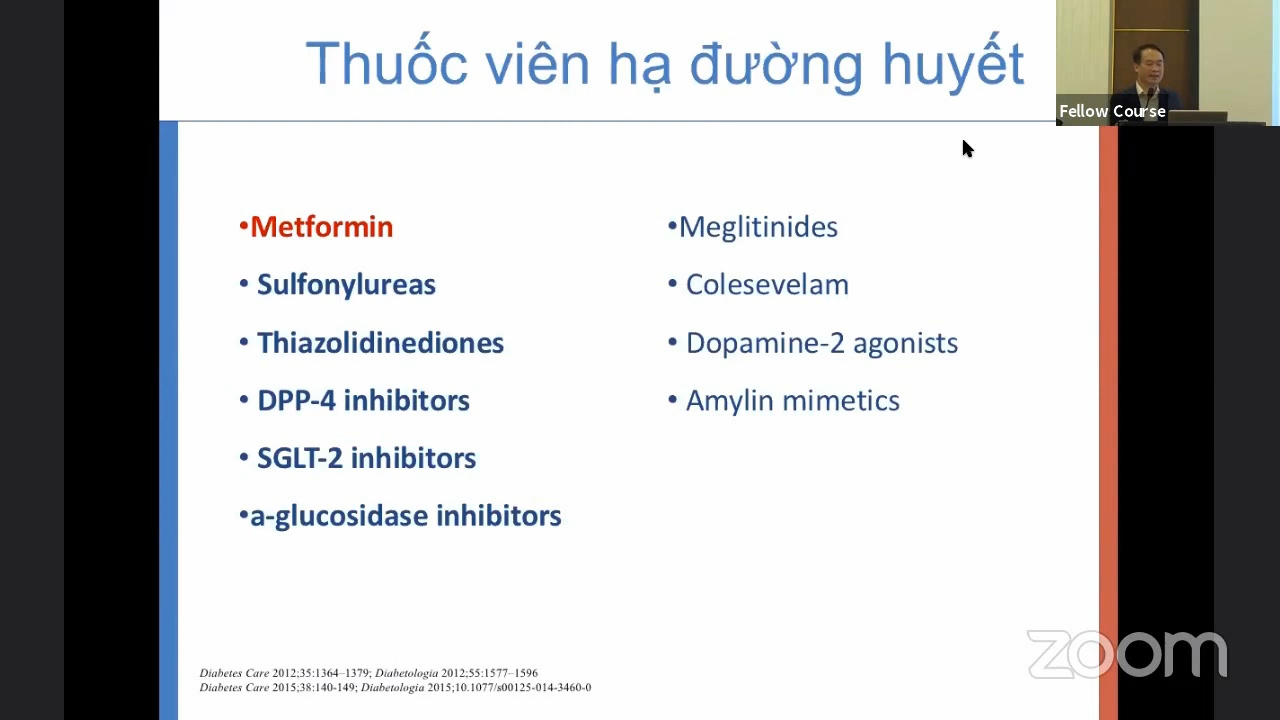 Thuốc viên hạ đường huyết
Fellow Course
•Metformin
• Sulfonylureas
• Thiazolidinediones
• DPP-4 inhibitors
• SGLT-2 inhibitors
•a-glucosidase inhibitors
•Meglitinides
• Colesevelam
• Dopamine-2 agonists
• Amylin mimetics
Diabetes Care 2012;35:1364–1379; Diabetologia 2012;55:1577–1596
Diabetes Care 2015;38:140-149; Diabetologia 2015;10.1077/s00125-014-3460-0
zoom